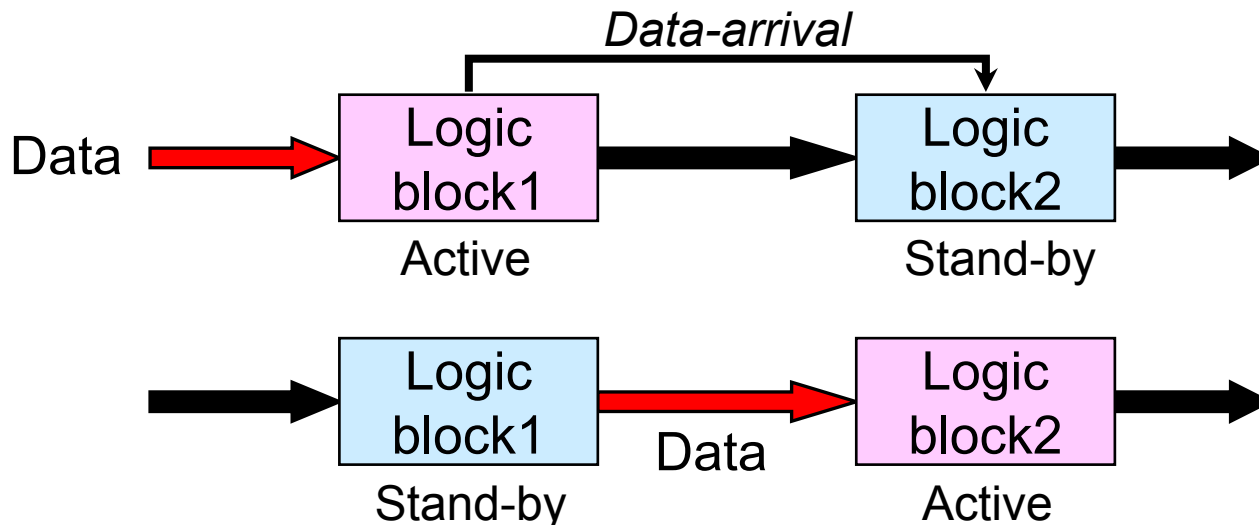 Data-arrival
Data
Logic
block1
Logic
block2
Active
Stand-by
Logic
block1
Data
Logic
block2
Stand-by
Active